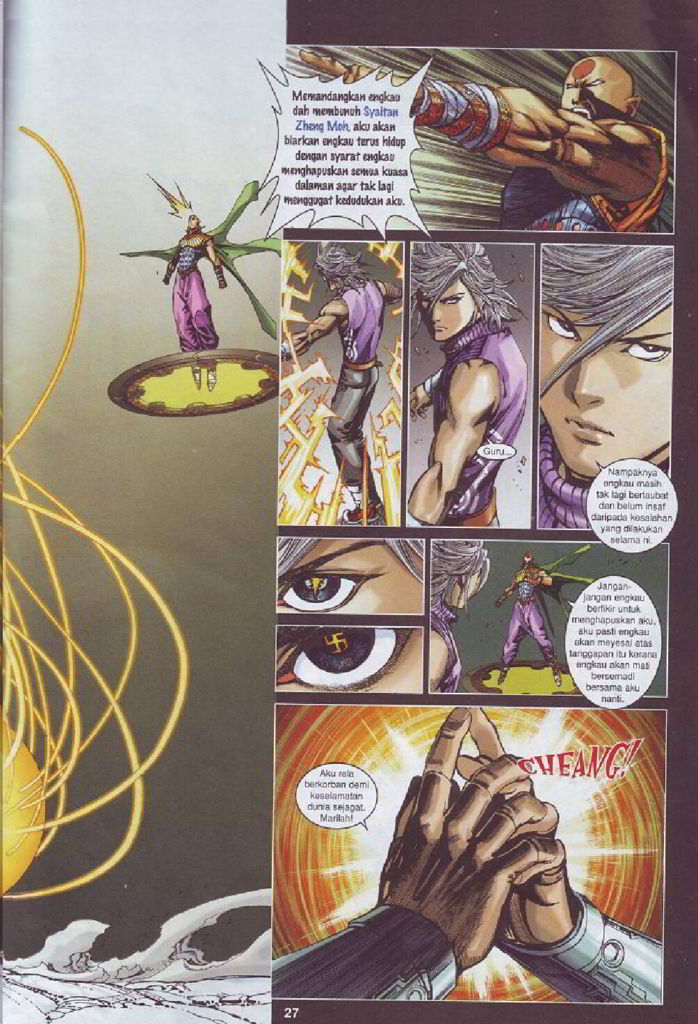 Memandangkan engkau
dah membunuh Syaitan
Zheng Moh, aku akan
biarkan engkau terus hidup
dengan syarat engkau
menghapuskan semua kuasa
dalaman agar tak lagi
menggugat kedudukan aku.
Guru...
Nampaknya
engkau masih
tak lagi bertaubat
dan belum insaf
daripada kesalahan
yang dilakukan
selama ni.
Jangan-
jangan engkau
berfikir untuk
menghapuskan aku,
aku pasti engkau
akan meyesal atas
tanggapan itu kerana
engkau akan mati
bersemadi
bersama aku
nanti.
Aku rela
berkorban demi
keselamatan
dunia sejagat.
Marilah!
CHEANG!!
27